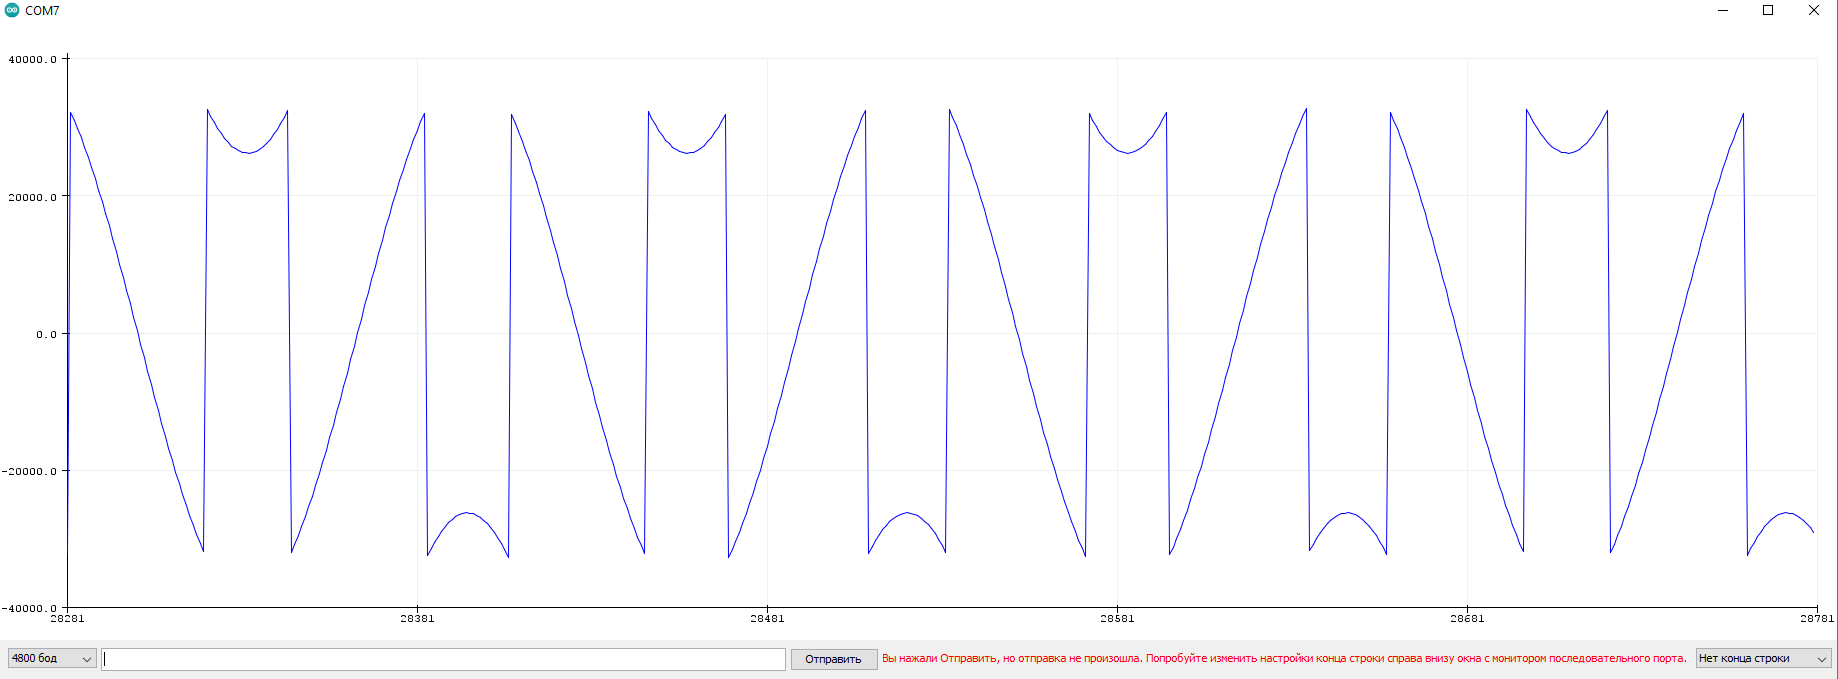 COM7
40000.0
20000.0
0.0
-20000.0
-40000.0
28281 28381 28481 28581 28681 28781
4800 бод Отправить Вы нажали Отправить, но отправка не произошла. Попробуйте изменить настройки конца строки справа внизу окна с монитором последовательного порта. Нет конца строки